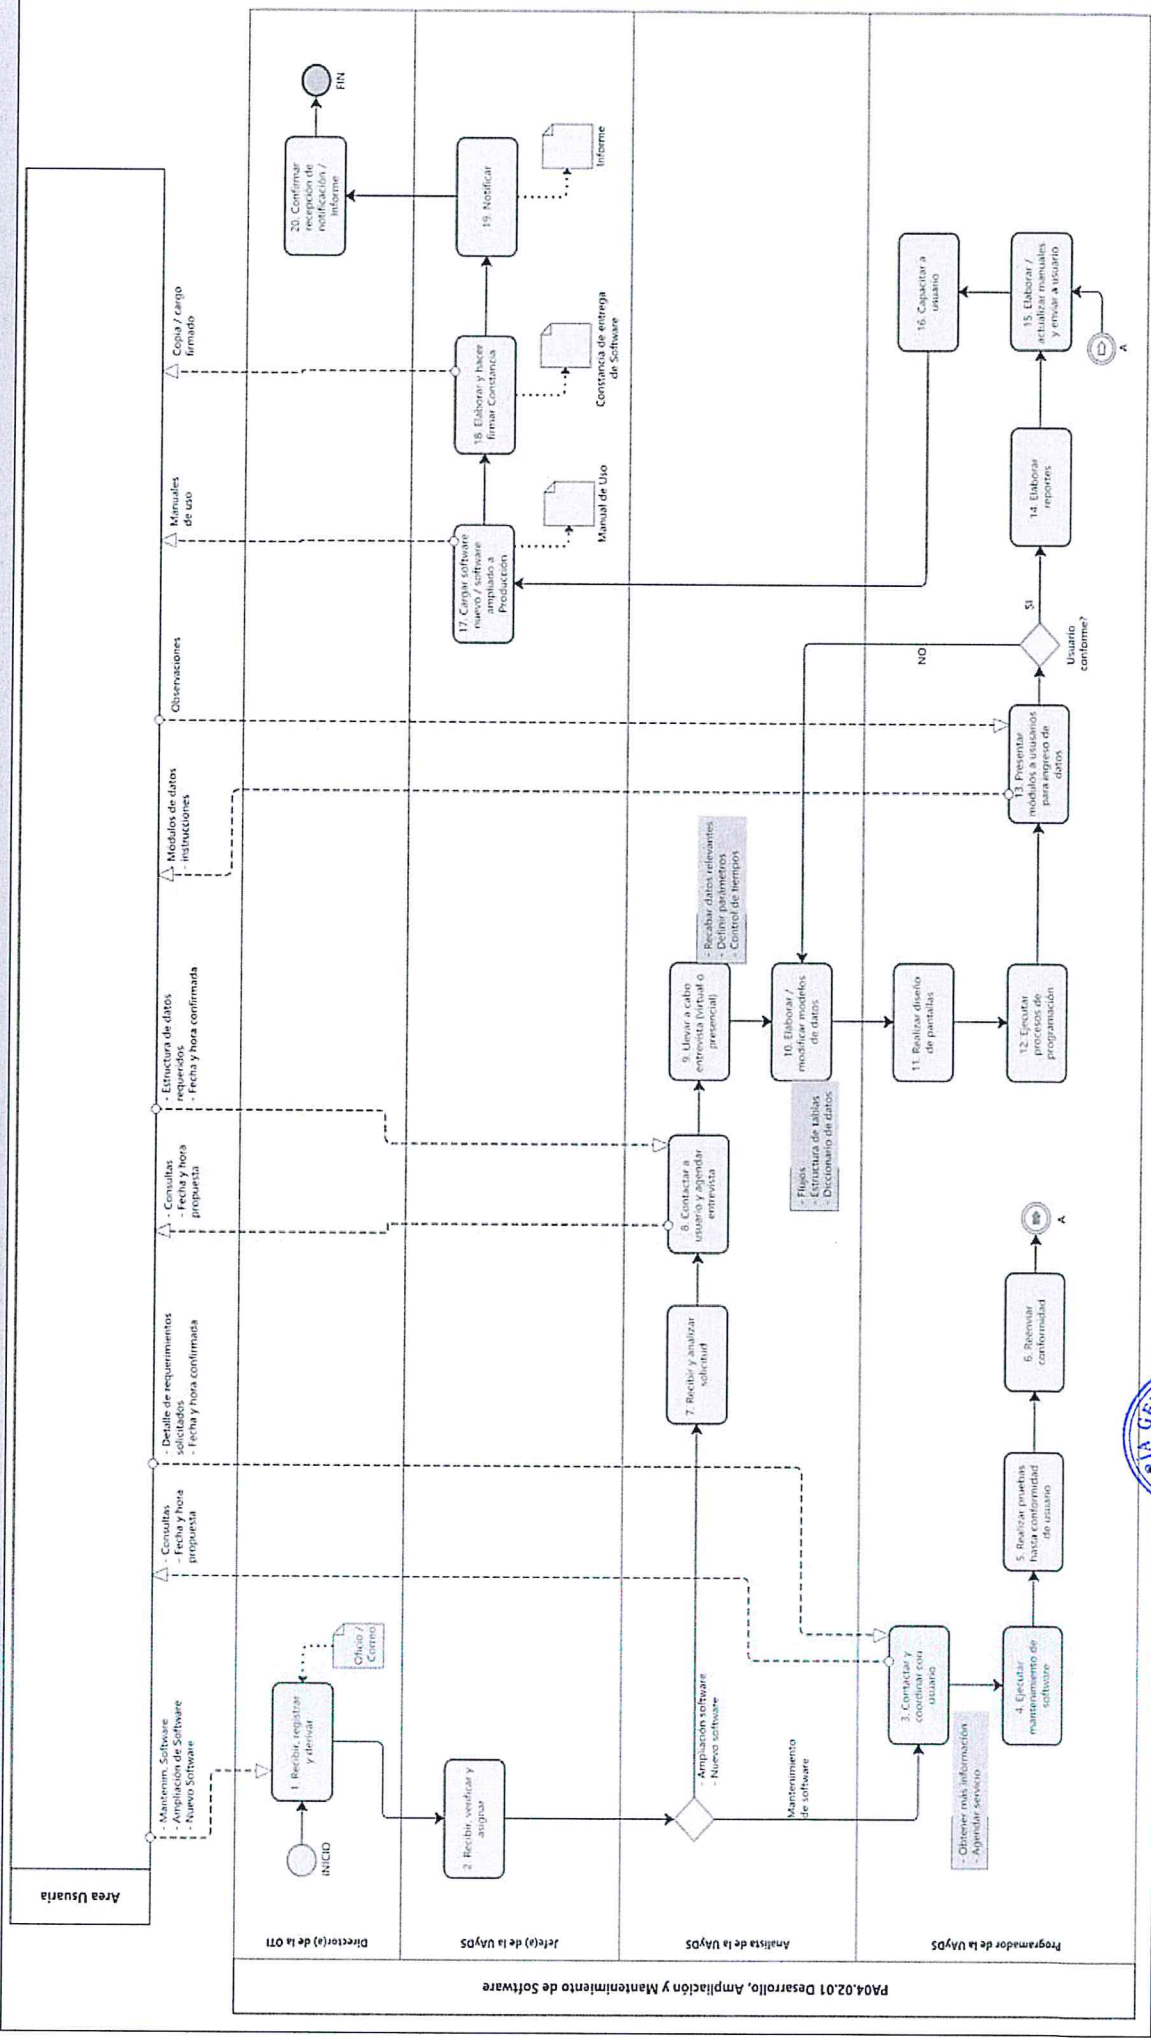 Area Usuaria
PA04.02.01 Desarrollo, Ampliación y Mantenimiento de Software
Director(a) de la OTI
Jefe(a) de la UAyDS
Analista de la UAyDS
Programador de la UAyDS
- Mantenim. Software
- Ampliación de Software
- Nuevo Software
- Consultas
- Fecha y hora
propuesta
- Detalle de requerimientos
solicitados
- Fecha y hora confirmada
- Consultas
- Fecha y hora
propuesta
- Estructura de datos
requeridos
- Fecha y hora confirmada
Módulos de datos
- instrucciones
Observaciones
Manuales
de uso
Copia / cargo
firmado
INICIO
1. Recibir, registrar
y derivar
Oficio /
Correo
20. Confirmar
recepción de
notificación /
Informe
FIN
2. Recibir, verificar y
asignar
17. Cargar software
nuevo / software
ampliado a
Producción
Manual de Uso
18. Elaborar y hacer
firmar Constancia
Constancia de entrega
de Software
19. Notificar
Informe
- Ampliación software
- Nuevo software
Mantenimiento
de software
7. Recibir y analizar
solicitud
8. Contactar a
usuario y agendar
entrevista
9. Llevar a cabo
entrevista (virtual o
presencial)
- Recabar datos relevantes
- Definir parámetros
- Control de tiempos
10. Elaborar /
modificar modelos
de datos
- Flujos
- Estructura de tablas
- Diccionario de datos
3. Contactar y
coordinar con
usuario
- Obtener más información
- Agendar servicio
4. Ejecutar
mantenimiento de
software
5. Realizar pruebas
hasta conformidad
de usuario
6. Reenviar
conformidad
A
11. Realizar diseño
de pantallas
12. Ejecutar
procesos de
programación
13. Presentar
módulos a ususarios
para ingreso de
datos
Usuario
conforme?
NO
SI
14. Elaborar
reportes
15. Elaborar /
actualizar manuales
y enviar a usuario
A
16. Capacitar a
usuario